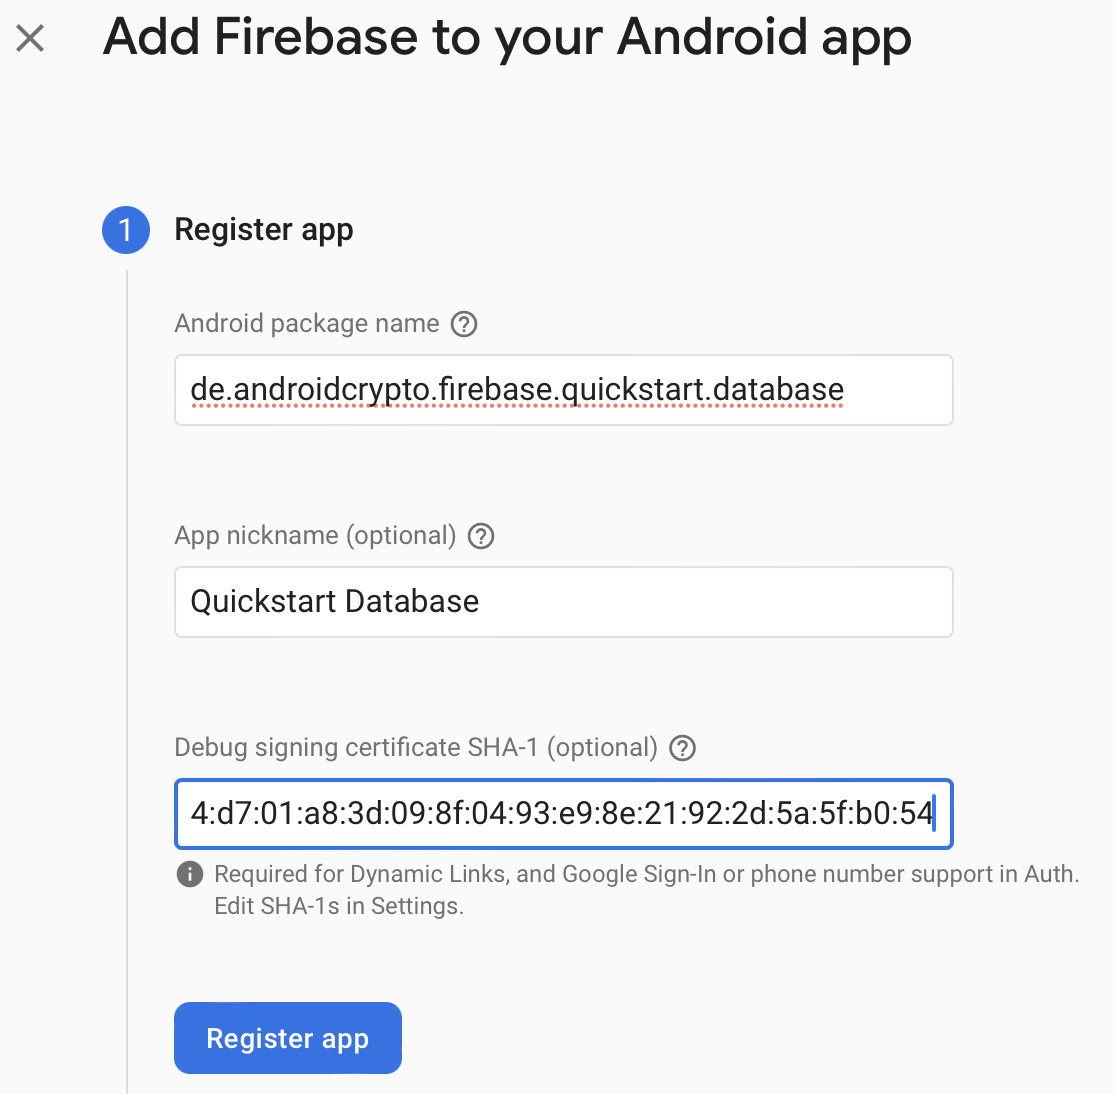 Add Firebase to your Android app
1 Register app
Android package name ?
de.androidcrypto.firebase.quickstart.database
App nickname (optional) ?
Quickstart Database
Debug signing certificate SHA-1 (optional) ?
4:d7:01:a8:3d:09:8f:04:93:e9:8e:21:92:2d:5a:5f:b0:54
Required for Dynamic Links, and Google Sign-In or phone number support in Auth.
Edit SHA-1s in Settings.
Register app